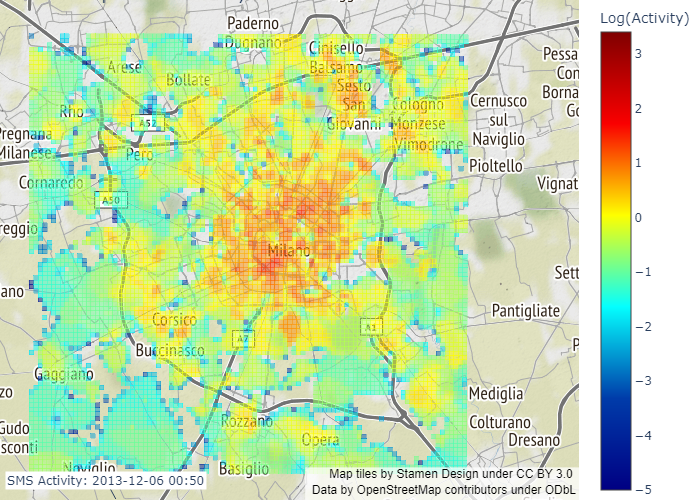 Log(Activity)
Paderno
Dugnano
Cinisello
Balsamo
Arese
Bollate
Sesto
San
Giovanni
Cologno
Monzese
Vimodrone
Cernusco
sul
Naviglio
Pessa
Con
Borna
Go
Rho
A52
Pregnana
Milanese
Pero
Pioltello
Cornaredo
A50
Vignat
reggio
Milano
Sett
ano
Pantigliate
Corsico
A7
A1
Buccinasco
P
Gaggiano
zo
Mediglia
Rozzano
Colturano
Gudo
sconti
Opera
Dresano
Noviglio
Basiglio
SMS Activity: 2013-12-06 00:50
Map tiles by Stamen Design under CC BY 3.0
Data by OpenStreetMap contributors under ODbL
3
2
1
0
−1
−2
−3
−4
−5